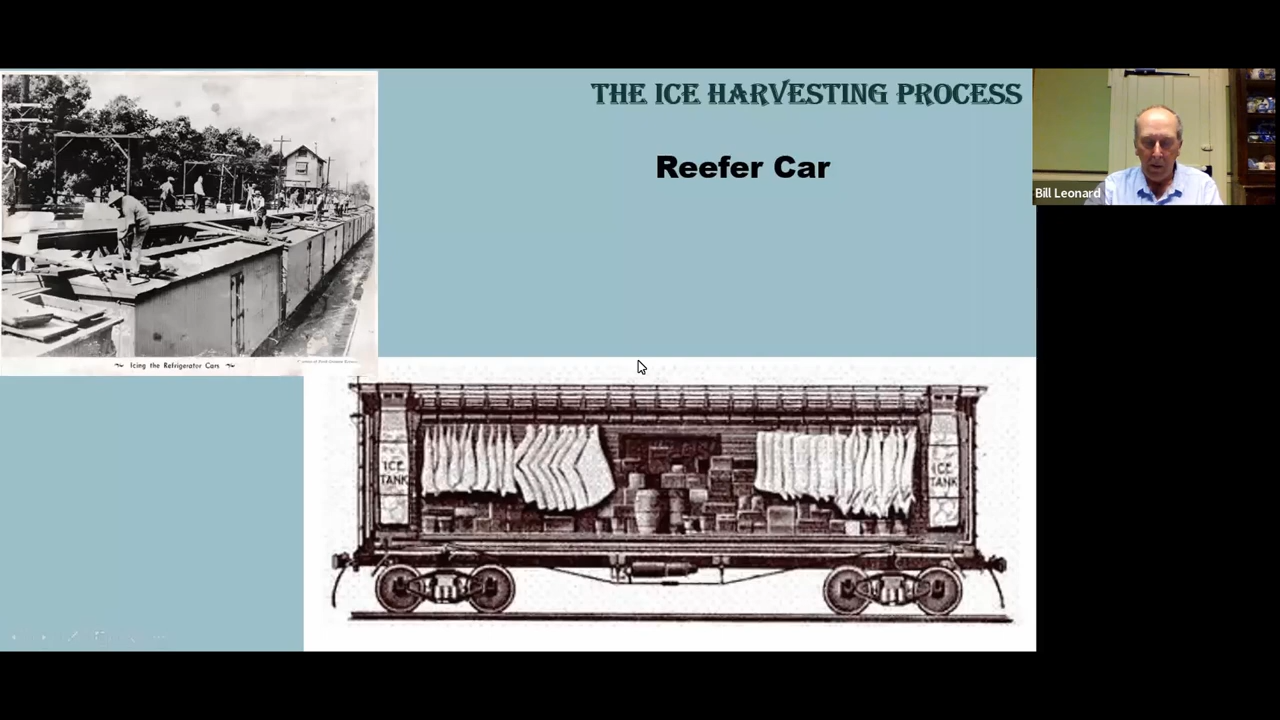 THE ICE HARVESTING PROCESS
Reefer Car
Bill Leonard
Icing the Refrigerator Cars
ICE
TANK
ICE
TANK